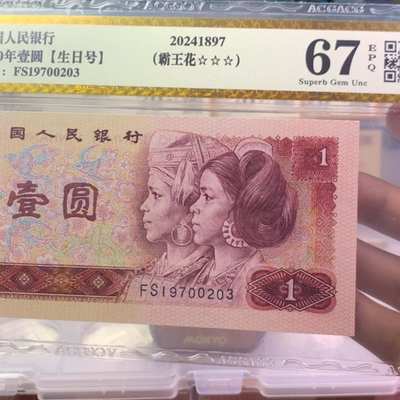 国人民银行
0年壹圆【生日号】
: FS19700203
20241897
(霸王花☆☆☆)
67 EPQ
Superb Gem Unc
国人民银行
1
壹圆
FS19700203
1